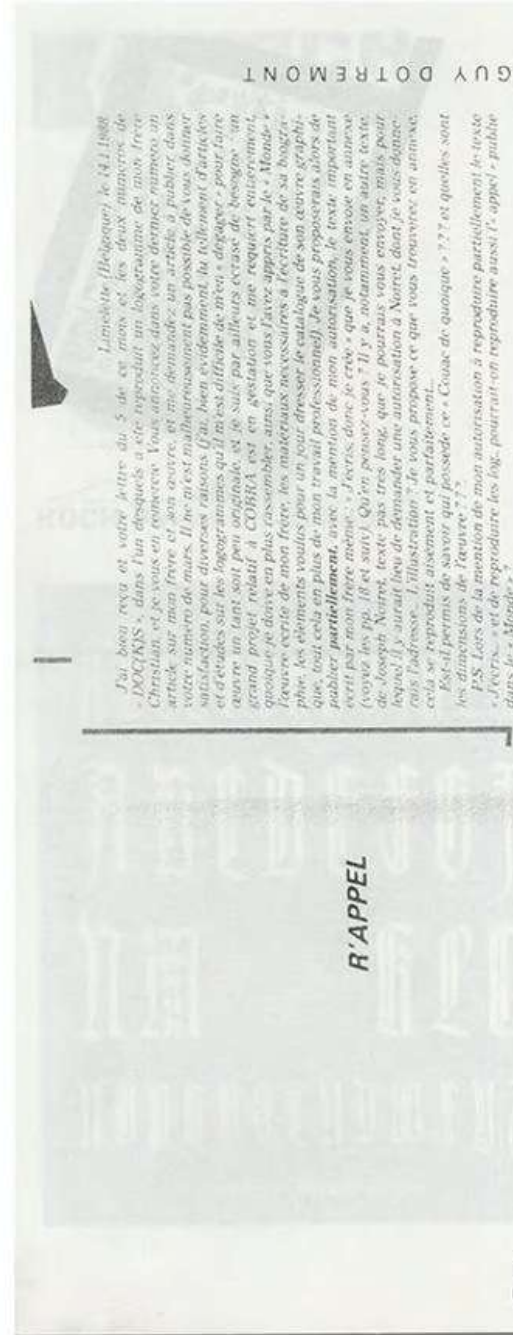 GUY DOTREMONT
Limelette (Belgique), le 14.1.1988
J'ai bien reçu et votre lettre du 5 de ce mois et les deux numéros de
« DOC(K)S », dans l'un desquels a été reproduit un logogramme de mon frère
Christian, et je vous en remercie. Vous annoncez, dans votre dernier numéro un
article sur mon frère et son œuvre, et me demandez un article à publier dans
votre numéro de mars. Il ne m'est malheureusement pas possible de vous donner
satisfaction, pour diverses raisons (j'ai, bien évidemment, lu tellement d'articles
et d'études sur les logogrammes qu'il m'est difficile de m'en « dégager » pour faire
œuvre un tant soit peu originale, et je suis par ailleurs écrasé de besogne un
grand projet relatif à COBRA est en gestation et me requiert entièrement,
quoique je doive en plus rassembler, ainsi que vous l'avez appris par le « Monde »
l'œuvre écrite de mon frère, les matériaux nécessaires à l'écriture de sa biogra-
phie, les éléments voulus pour un jour dresser le catalogue de son œuvre graphi-
que, tout cela en plus de mon travail professionnel). Je vous proposerais alors de
publier partiellement, avec la mention de mon autorisation, le texte important
écrit par mon frère même : « J'écris, donc je crée » que je vous envoie en annexe
(voyez les pp. 18 et suiv.) Qu'en pensez-vous ? Il y a, notamment, un autre texte,
de Joseph Noiret, texte pas très long, que je pourrais vous envoyer, mais pour
lequel il y aurait lieu de demander une autorisation à Noiret, dont je vous donne-
rais l'adresse... L'illustration ? Je vous propose ce que vous trouverez en annexe,
cela se reproduit aisément et parfaitement...
Est-il permis de savoir qui possède ce « Couac de quoique » ??? et quelles sont
les dimensions de l'œuvre ???
P.S. Lors de la mention de mon autorisation à reproduire partiellement le texte
« J'écris... » et de reproduire les log., pourrait-on reproduire aussi l'« appel » publié
dans le « Monde » ?
R'APPEL